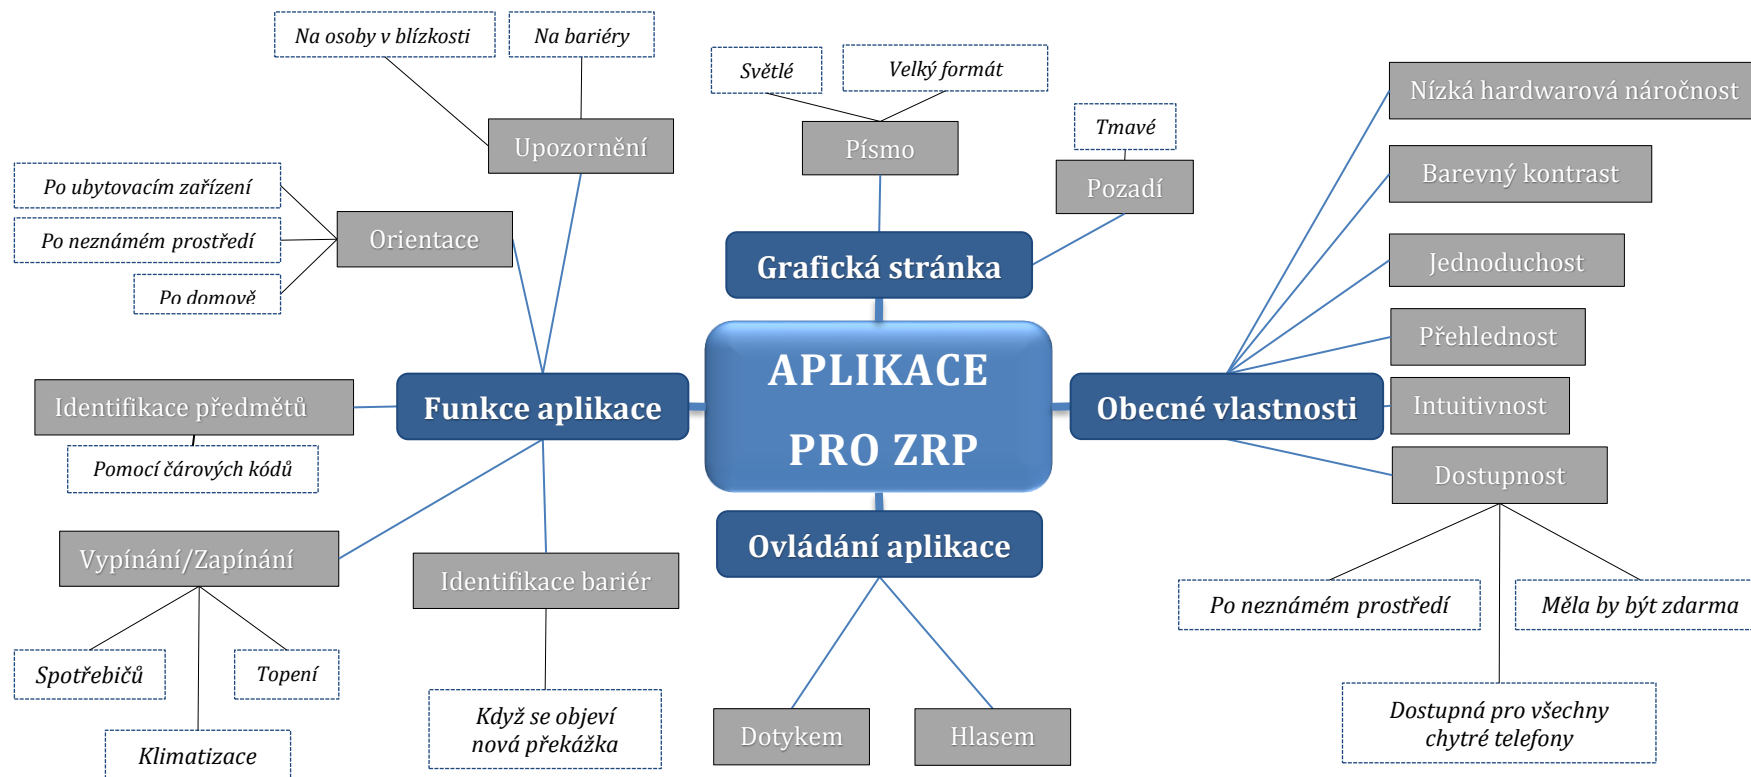 Na osoby v blízkosti
Na bariéry
Světlé
Velký formát
Tmavé
Nízká hardwarová náročnost
Upozornění
Písmo
Pozadí
Barevný kontrast
Po ubytovacím zařízení
Po neznámém prostředí
Po domově
Orientace
Grafická stránka
Jednoduchost
Přehlednost
APLIKACE
PRO ZRP
Identifikace předmětů
Funkce aplikace
Obecné vlastnosti
Intuitivnost
Pomocí čárových kódů
Dostupnost
Vypínání/Zapínání
Identifikace bariér
Ovládání aplikace
Po neznámém prostředí
Měla by být zdarma
Spotřebičů
Topení
Klimatizace
Když se objeví
nová překážka
Dotykem
Hlasem
Dostupná pro všechny
chytré telefony